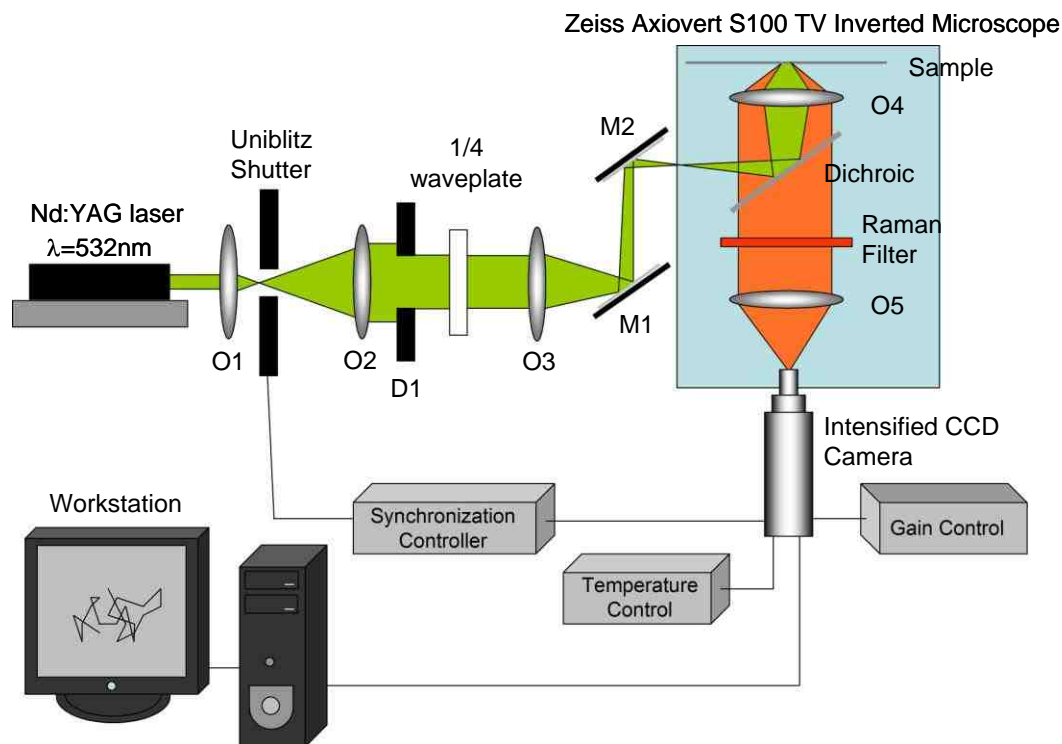 Zeiss Axiovert S100 TV Inverted Microscope
Sample
O4
M2
Uniblitz
Shutter
1/4
waveplate
Dichroic
Nd:YAG laser
λ=532nm
Raman
Filter
O5
M1
O1
O2
O3
D1
Intensified CCD
Camera
Workstation
Synchronization
Controller
Gain Control
Temperature
Control